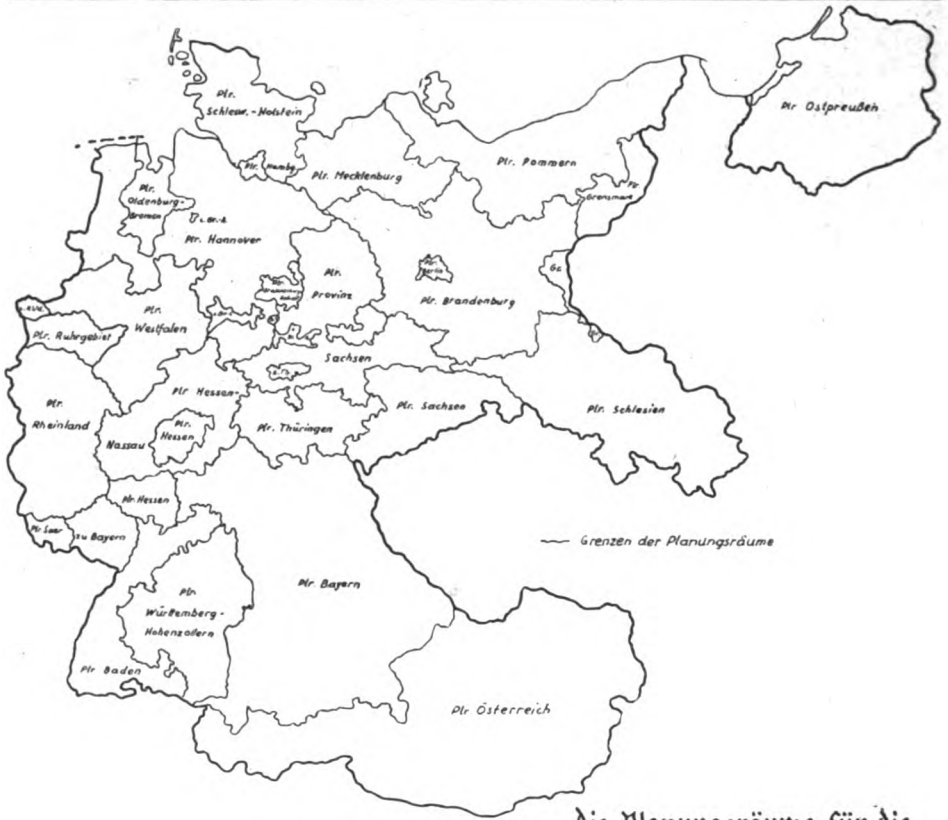 Plr.
Schlesw.-Holstein
Plr Ostpreußen
Plr. Hambg
Plr. Mecklenburg
Plr. Pommern
Plr.
Grenzmark
Plr.
Oldenburg-
Bremen
Plr. Hannover
Plr.
Berlin
Gr.
Plr.
Provinz
Plr. Brandenburg
Plr.
Westfalen
Plr. Ruhrgebiet
Sachsen
Plr.
Rheinland
Plr Hessen-
Plr. Sachsen
Plr. Schlesien
Plr.
Hessen
Nassau
Plr. Thüringen
Plr. Hessen
Plr Saar
zu Bayern
Grenzen der Planungsräume
Plr. Bayern
Plr.
Württemberg-
Hohenzollern
Plr Baden
Plr Österreich
die Planungsräume für die